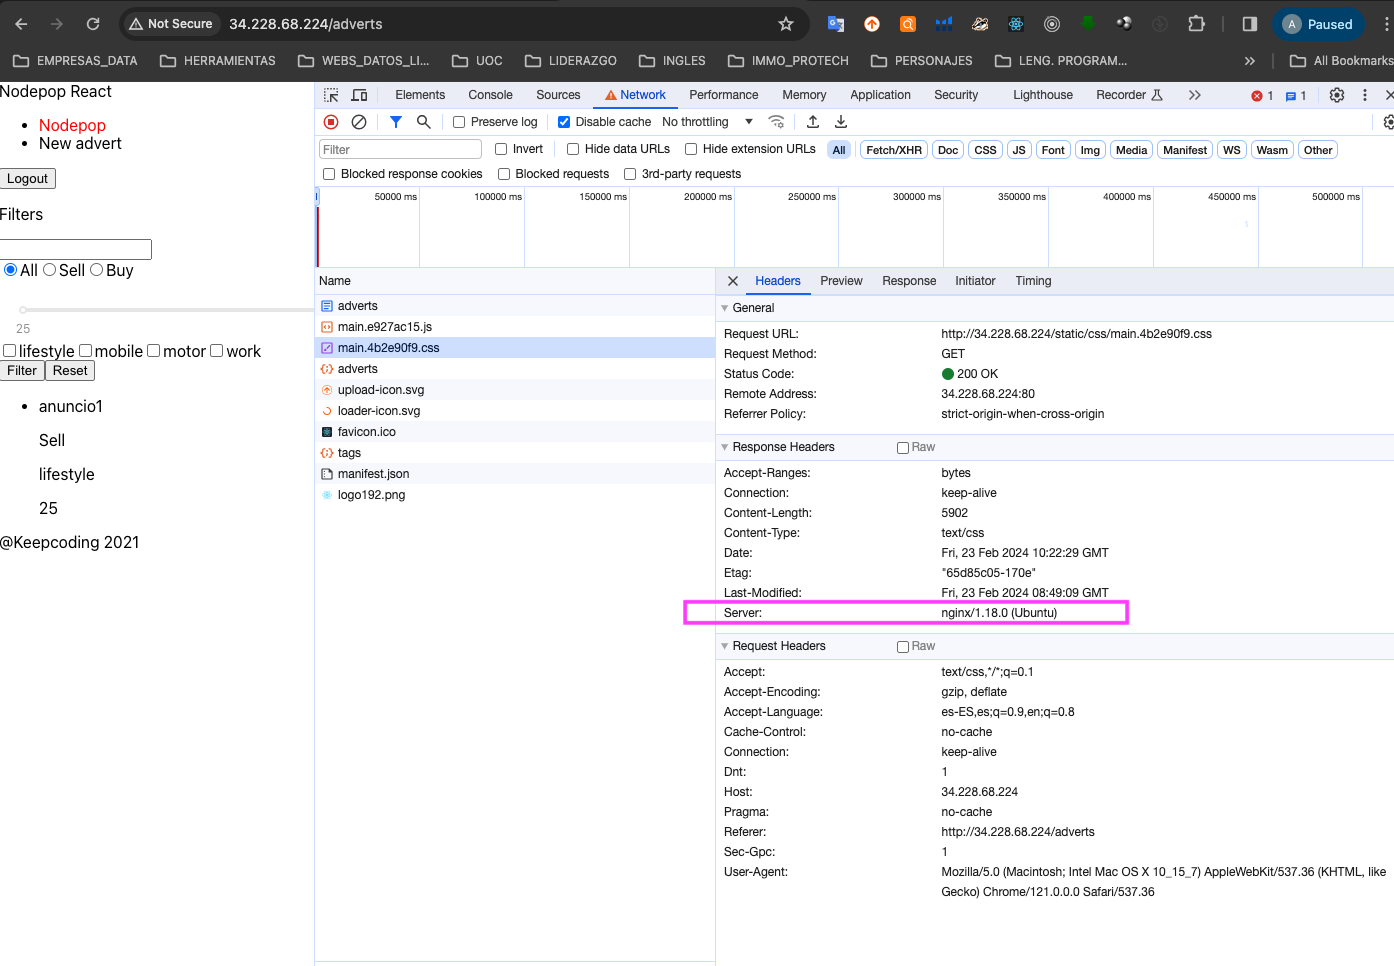 Not Secure 34.228.68.224/adverts A Paused
EMPRESAS_DATA HERRAMIENTAS WEBS_DATOS_LI... UOC LIDERAZGO INGLES IMMO_PROTECH PERSONAJES LENG. PROGRAM... » All Bookmarks
Nodepop React
• Nodepop
• New advert
Logout
Filters
All Sell Buy
25
lifestyle mobile motor work
Filter Reset
• anuncio1
Sell
lifestyle
25
@Keepcoding 2021
Elements Console Sources Network Performance Memory Application Security Lighthouse Recorder 1 1
Preserve log Disable cache No throttling
Filter Invert Hide data URLs Hide extension URLs All Fetch/XHR Doc CSS JS Font Img Media Manifest WS Wasm Other
Blocked response cookies Blocked requests 3rd-party requests
50000 ms 100000 ms 150000 ms 200000 ms 250000 ms 300000 ms 350000 ms 400000 ms 450000 ms 500000 ms
Name
adverts
main.e927ac15.js
main.4b2e90f9.css
adverts
upload-icon.svg
loader-icon.svg
favicon.ico
tags
manifest.json
logo192.png
Headers Preview Response Initiator Timing
General
Request URL: http://34.228.68.224/static/css/main.4b2e90f9.css
Request Method: GET
Status Code: 200 OK
Remote Address: 34.228.68.224:80
Referrer Policy: strict-origin-when-cross-origin
Response Headers Raw
Accept-Ranges: bytes
Connection: keep-alive
Content-Length: 5902
Content-Type: text/css
Date: Fri, 23 Feb 2024 10:22:29 GMT
Etag: "65d85c05-170e"
Last-Modified: Fri, 23 Feb 2024 08:49:09 GMT
Server: nginx/1.18.0 (Ubuntu)
Request Headers Raw
Accept: text/css,*/*;q=0.1
Accept-Encoding: gzip, deflate
Accept-Language: es-ES,es;q=0.9,en;q=0.8
Cache-Control: no-cache
Connection: keep-alive
Dnt: 1
Host: 34.228.68.224
Pragma: no-cache
Referer: http://34.228.68.224/adverts
Sec-Gpc: 1
User-Agent: Mozilla/5.0 (Macintosh; Intel Mac OS X 10_15_7) AppleWebKit/537.36 (KHTML, like
Gecko) Chrome/121.0.0.0 Safari/537.36